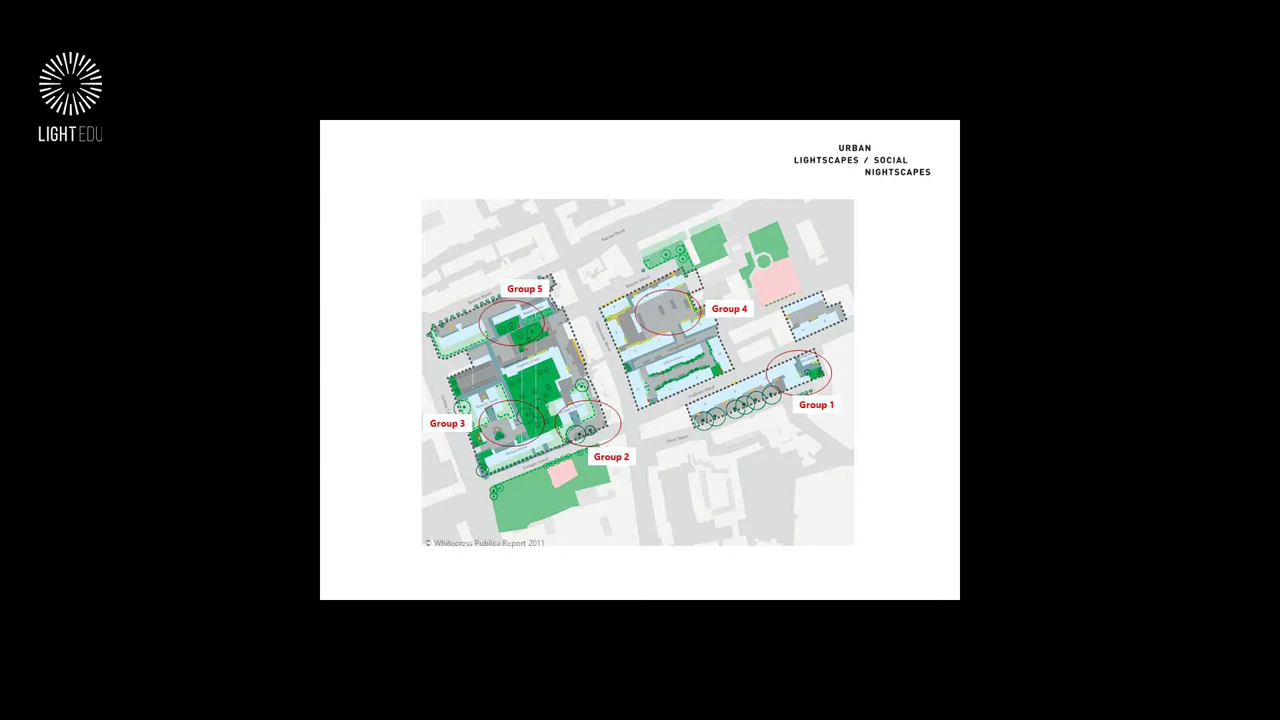 LIGHT EDU
URBAN
LIGHTSCAPES / SOCIAL
NIGHTSCAPES
Group 5
Group 4
Group 1
Group 3
Group 2
© Whitecross Publica Report 2011